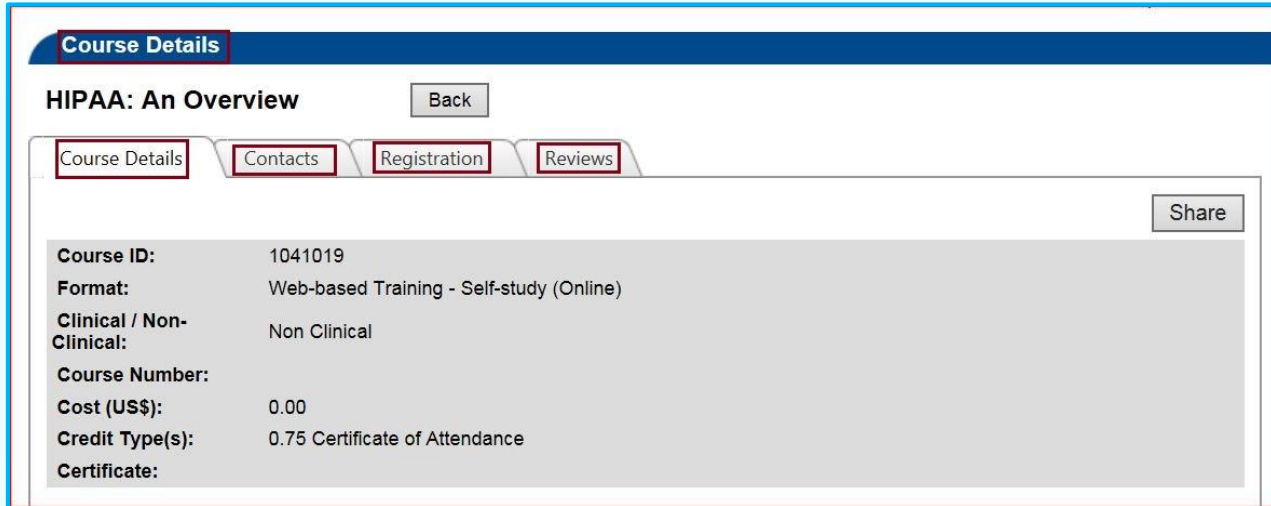 Course Details
HIPAA: An Overview Back
Course Details Contacts Registration Reviews
Share
Course ID: 1041019
Format: Web-based Training - Self-study (Online)
Clinical / Non-
Clinical: Non Clinical
Course Number:
Cost (US$): 0.00
Credit Type(s): 0.75 Certificate of Attendance
Certificate: